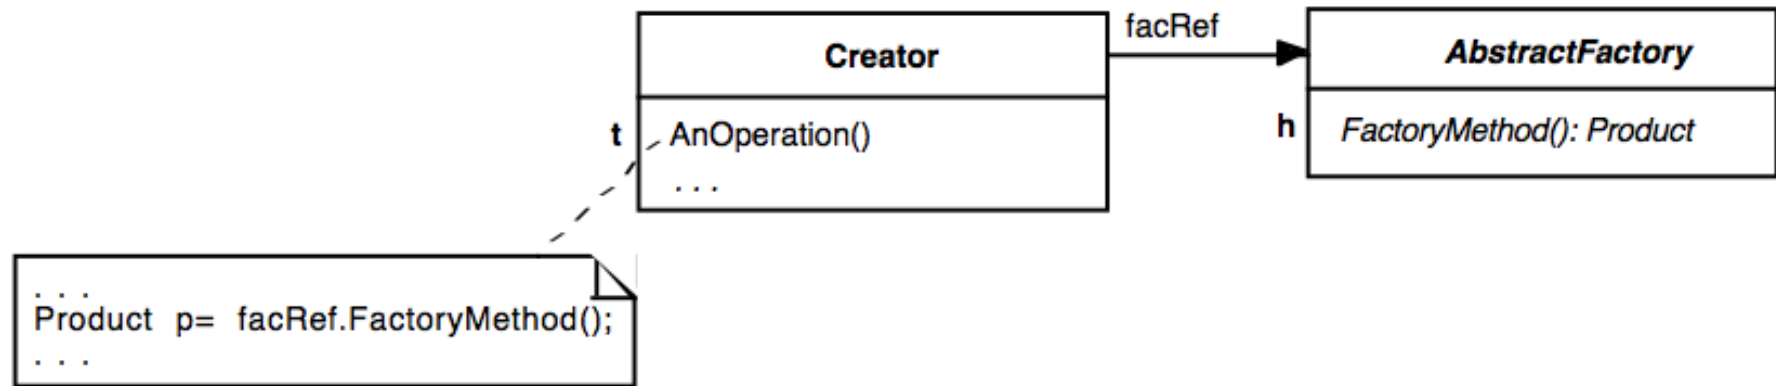 facRef
Creator
AbstractFactory
t
AnOperation()
. . .
h
FactoryMethod(): Product
. . .
Product p= facRef.FactoryMethod();
. . .